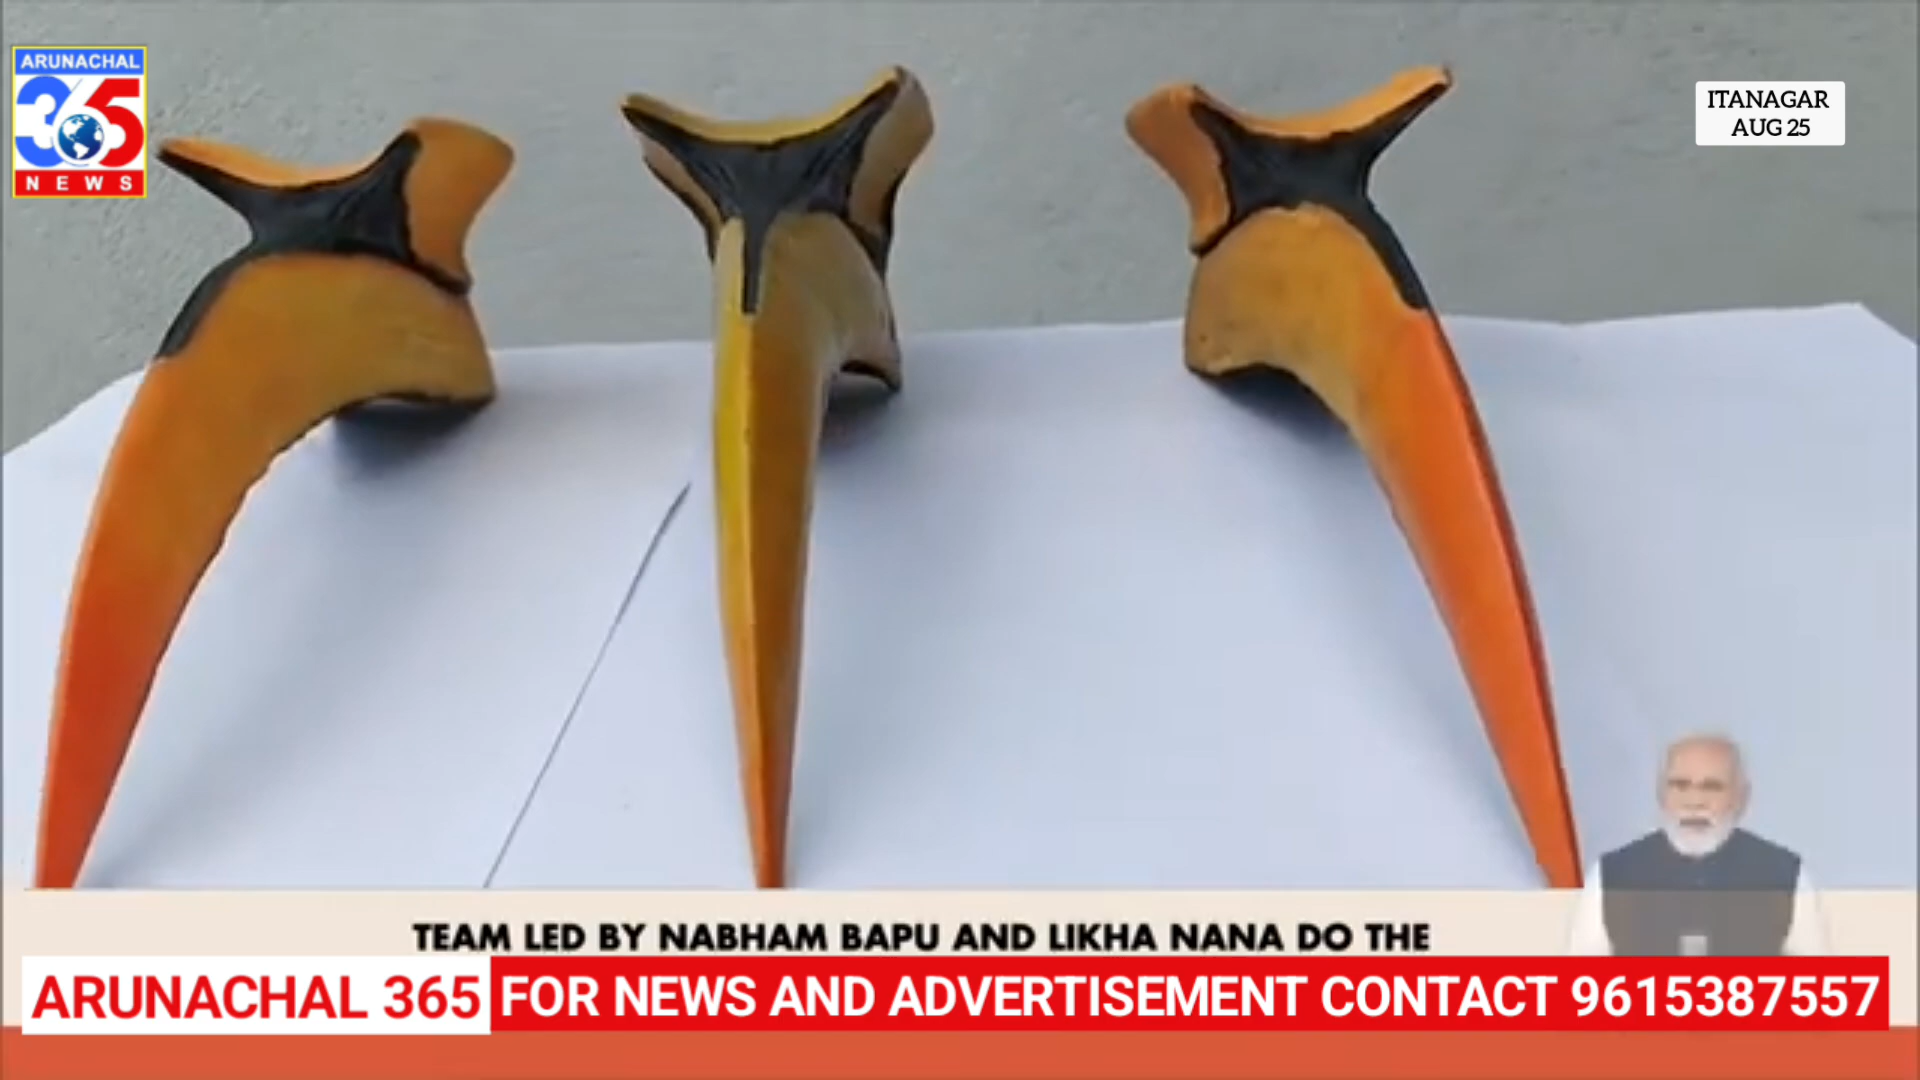 ARUNACHAL
365
NEWS
ITANAGAR
AUG 25
TEAM LED BY NABHAM BAPU AND LIKHA NANA DO THE
ARUNACHAL 365 FOR NEWS AND ADVERTISEMENT CONTACT 9615387557